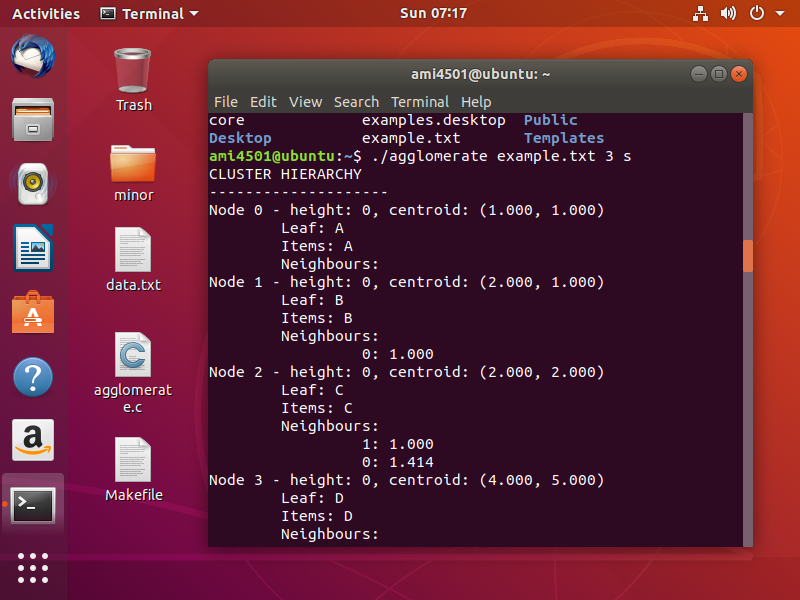 Activities Terminal Sun 07:17
Trash
minor
data.txt
agglomerat
e.c
Makefile
ami4501@ubuntu: ~
File Edit View Search Terminal Help
core examples.desktop Public
Desktop example.txt Templates
ami4501@ubuntu:~$ ./agglomerate example.txt 3 s
CLUSTER HIERARCHY
--------------------
Node 0 - height: 0, centroid: (1.000, 1.000)
Leaf: A
Items: A
Neighbours:
Node 1 - height: 0, centroid: (2.000, 1.000)
Leaf: B
Items: B
Neighbours:
0: 1.000
Node 2 - height: 0, centroid: (2.000, 2.000)
Leaf: C
Items: C
Neighbours:
1: 1.000
0: 1.414
Node 3 - height: 0, centroid: (4.000, 5.000)
Leaf: D
Items: D
Neighbours: